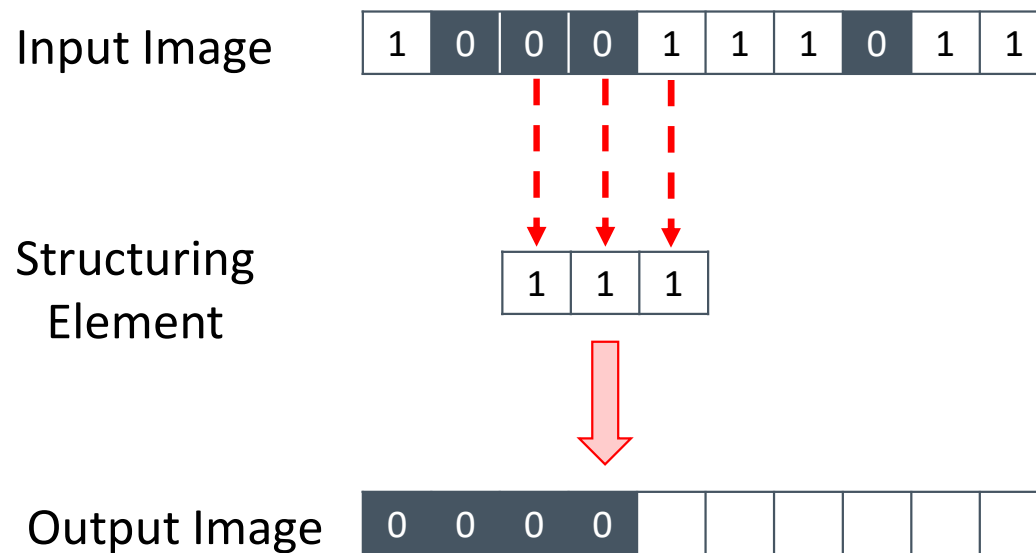 Input Image 1 0 0 0 1 1 1 0 1 1
Structuring
Element
1 1 1
Output Image 0 0 0 0